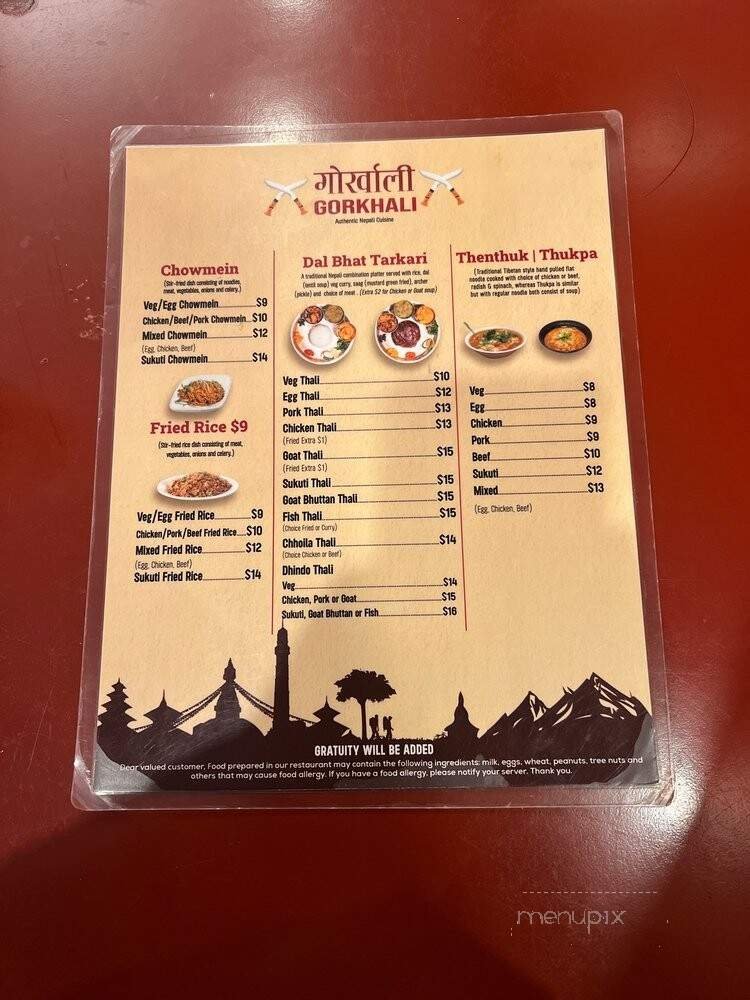 गोर्खाली
GORKHALI
Authentic Nepali Cuisine
Chowmein
(Stir-fried dish consisting of noodles,
meat, vegetables, onions and celery.)
Veg/Egg Chowmein $9
Chicken/Beef/Pork Chowmein $10
Mixed Chowmein $12
(Egg, Chicken, Beef)
Sukuti Chowmein $14
Fried Rice $9
(Stir-fried rice dish consisting of meat,
vegetables, onions and celery.)
Veg/Egg Fried Rice $9
Chicken/Pork/Beef Fried Rice $10
Mixed Fried Rice $12
(Egg, Chicken, Beef)
Sukuti Fried Rice $14
Dal Bhat Tarkari
A traditional Nepali combination platter served with rice, dal
(lentil soup) veg curry, saag (mustard green fried), archer
(pickle) and choice of meat . (Extra $2 for Chicken or Goat soup)
Veg Thali $10
Egg Thali $12
Pork Thali $13
Chicken Thali $13
(Fried Extra $1)
Goat Thali $15
(Fried Extra $1)
Sukuti Thali $15
Goat Bhuttan Thali $15
Fish Thali $15
(Choice Fried or Curry)
Chhoila Thali $14
(Choice Chicken or Beef)
Dhindo Thali
Veg $14
Chicken, Pork or Goat $15
Sukuti, Goat Bhuttan or Fish $16
Thenthuk | Thukpa
(Traditional Tibetan style hand pulled flat
noodle cooked with choice of chicken or beef,
radish & spinach, whereas Thukpa is similar
but with regular noodle both consist of soup)
Veg $8
Egg $8
Chicken $9
Pork $9
Beef $10
Sukuti $12
Mixed $13
(Egg, Chicken, Beef)
GRATUITY WILL BE ADDED
Dear valued customer, Food prepared in our restaurant may contain the following ingredients: milk, eggs, wheat, peanuts, tree nuts and
others that may cause food allergy. If you have a food allergy, please notify your server. Thank you.
menupix